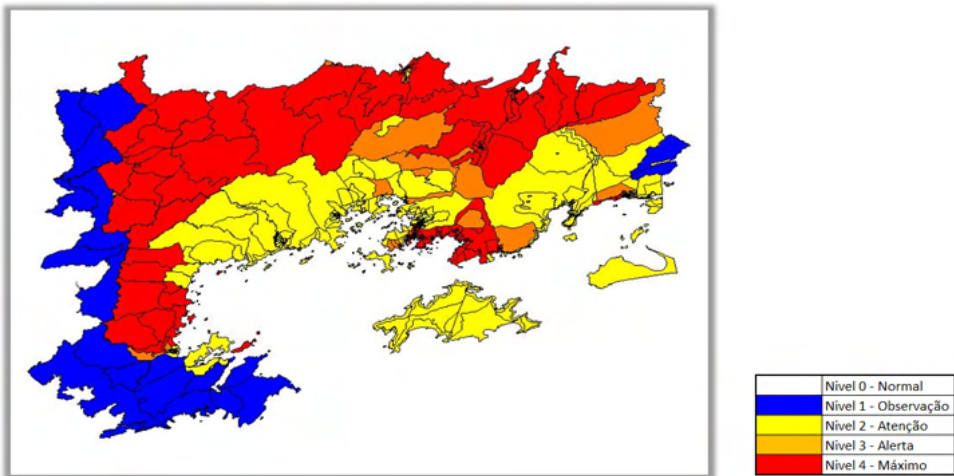 Nível 0 - Normal
Nível 1 - Observação
Nível 2 - Atenção
Nível 3 - Alerta
Nível 4 - Máximo